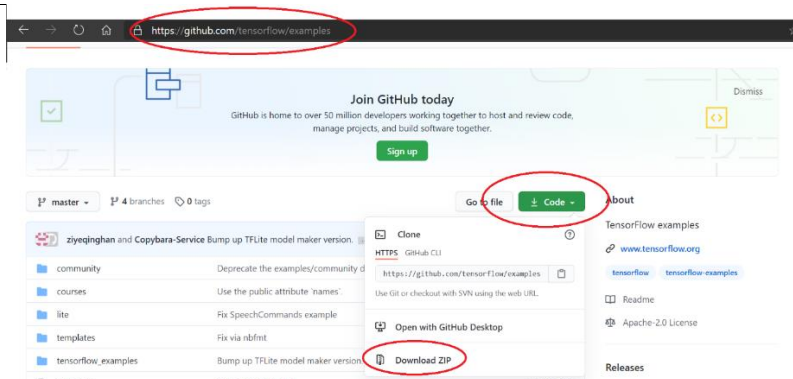 https://github.com/tensorflow/examples
Join GitHub today
Dismiss
GitHub is home to over 50 million developers working together to host and review code,
manage projects, and build software together.
Sign up
master
4 branches
0 tags
Go to file
Code
About
TensorFlow examples
www.tensorflow.org
tensorflow
tensorflow-examples
Readme
Apache-2.0 License
Releases
ziyeqinghan and Copybara-Service Bump up TFLite model maker version.
community
Deprecate the examples/community d
courses
Use the public attribute `names`.
lite
Fix SpeechCommands example
templates
Fix via nbfmt
tensorflow_examples
Bump up TFLite model maker version
Clone
HTTPS GitHub CLI
https://github.com/tensorflow/examples
Use Git or checkout with SVN using the web URL.
Open with GitHub Desktop
Download ZIP